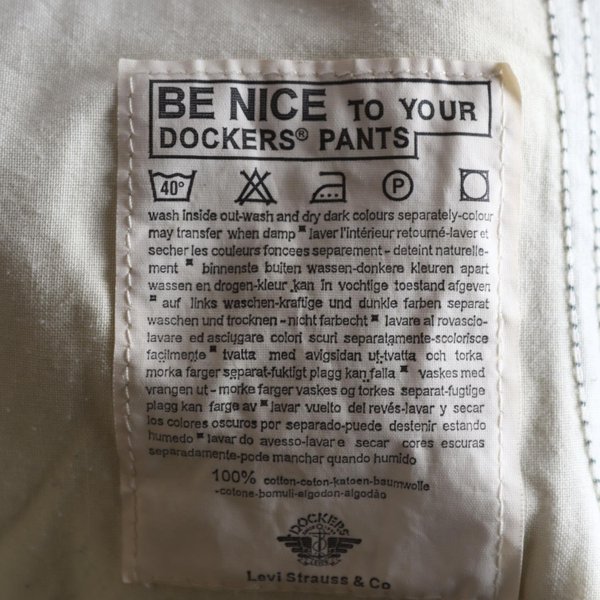 BE NICE TO YOUR
DOCKERS® PANTS
40° P
wash inside out-wash and dry dark colours separately-colour
may transfer when damp ■ laver l'intérieur retourné-laver et
secher les couleurs foncees separement - deteint naturelle-
ment ■ binnenste buiten wassen-donkere kleuren apart
wassen en drogen-kleur kan in vochtige toestand afgeven
■ auf links waschen-kraftige und dunkle farben separat
waschen und trocknen - nicht farbecht ■ lavare al rovascio-
lavare ed asciugare colori scuri separatamente-scolorisce
facilmente ■ tvatta med avigsidan ut-tvatta och torka
morka farger separat-fuktigt plagg kan falla ■ vaskes med
vrangen ut - morke farger vaskes og torkes separat-fugtige
plagg kan farge av ■ lavar vuelto del revés-lavar y secar
los colores oscuros por separado-puede destenir estando
humedo ■ lavar do avesso-lavar e secar cores escuras
separadamente-pode manchar quando humido
100% cotton-coton-katoen-baumwolle
-cotone-bomull-algodon-algodão
DOCKERS
Levi Strauss & Co